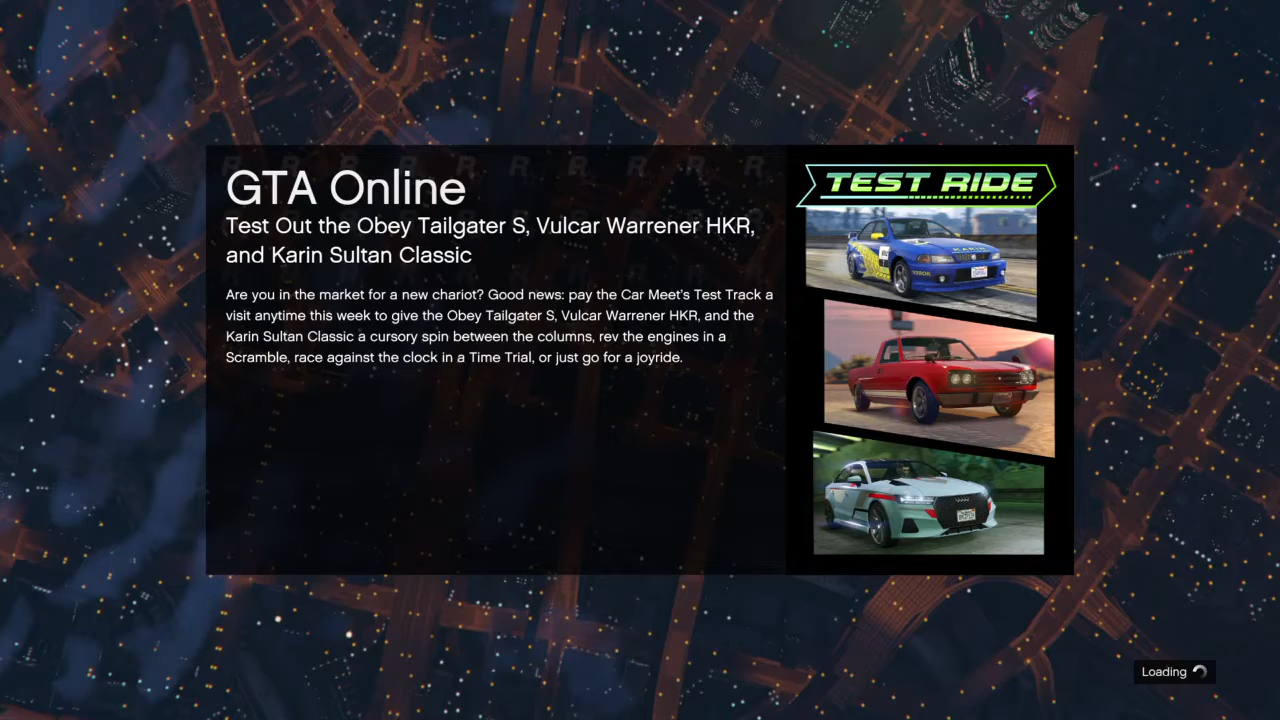 GTA Online
Test Out the Obey Tailgater S, Vulcar Warrener HKR,
and Karin Sultan Classic
Are you in the market for a new chariot? Good news: pay the Car Meet's Test Track a
visit anytime this week to give the Obey Tailgater S, Vulcar Warrener HKR, and the
Karin Sultan Classic a cursory spin between the columns, rev the engines in a
Scramble, race against the clock in a Time Trial, or just go for a joyride.
TEST RIDE
KARIN
Loading